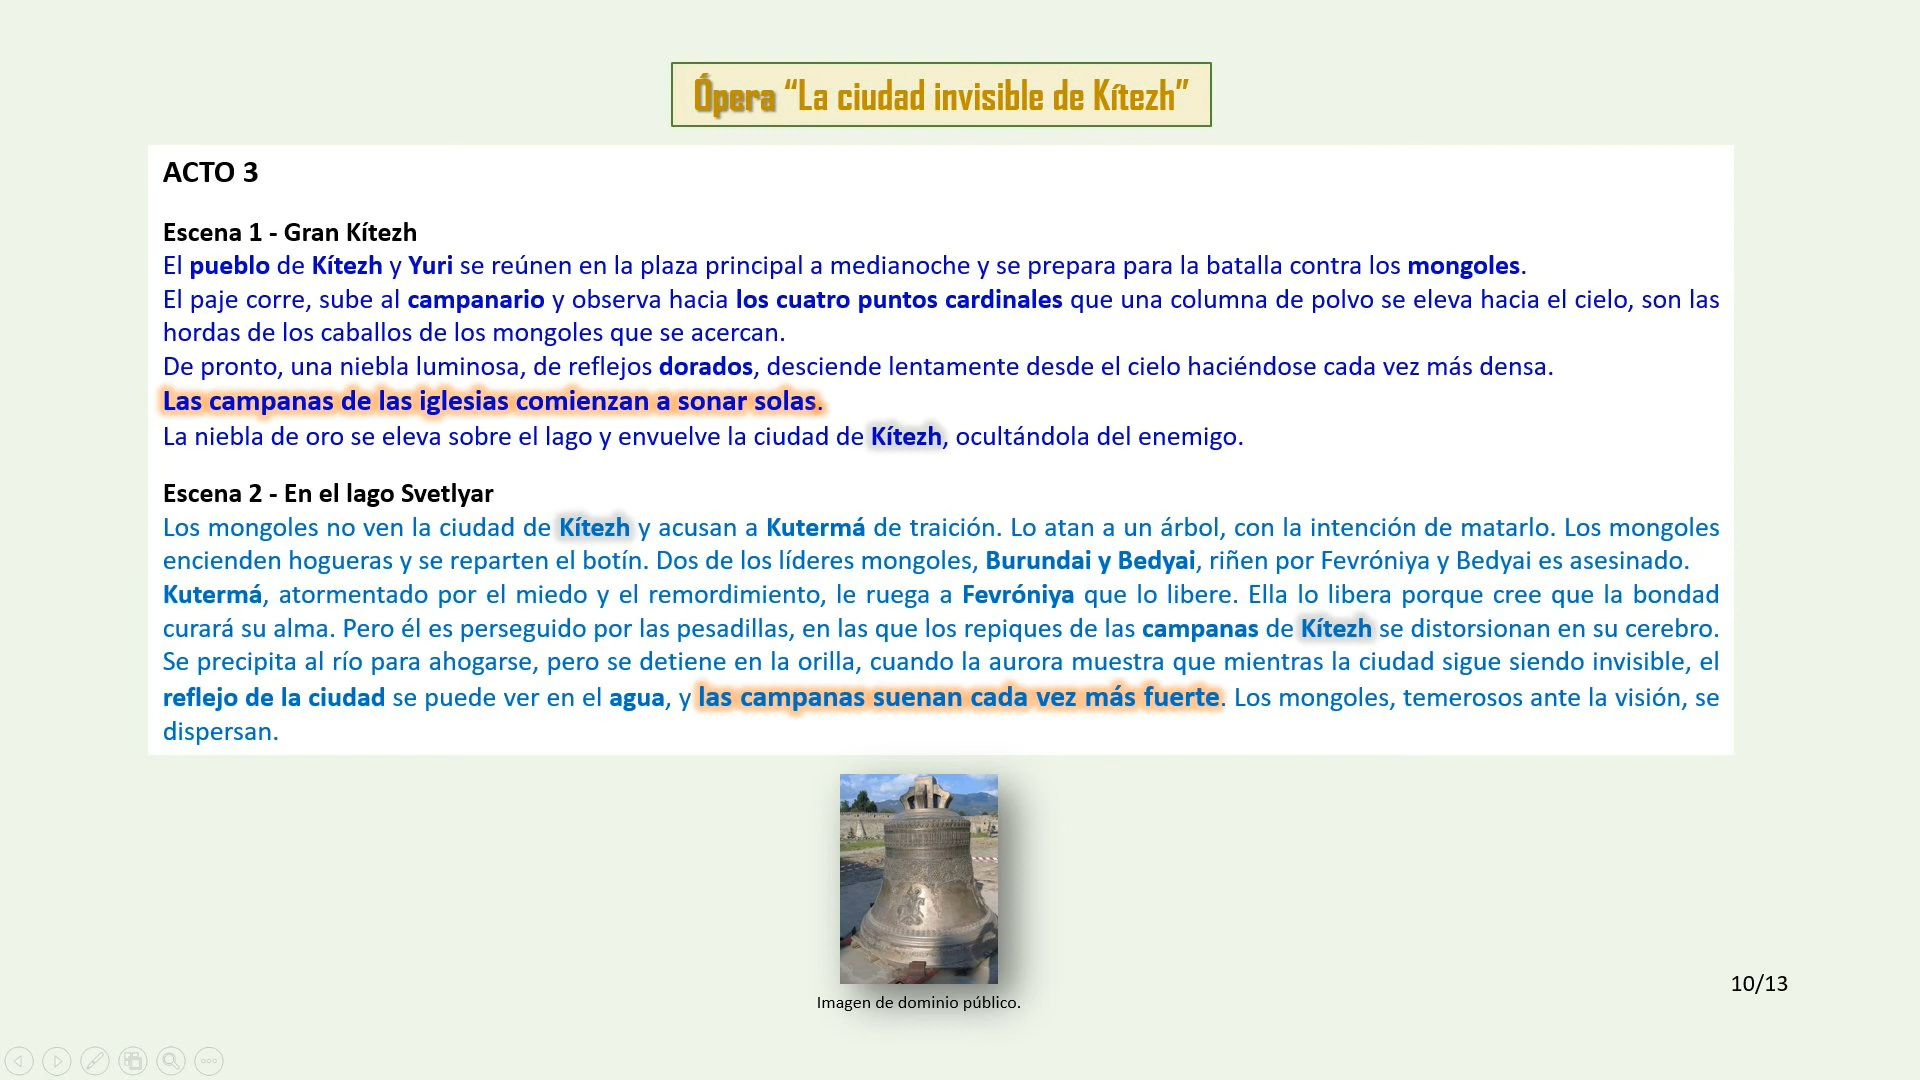 Ópera “La ciudad invisible de Kítezh”
ACTO 3
Escena 1 - Gran Kítezh
El pueblo de Kítezh y Yuri se reúnen en la plaza principal a medianoche y se prepara para la batalla contra los mongoles.
El paje corre, sube al campanario y observa hacia los cuatro puntos cardinales que una columna de polvo se eleva hacia el cielo, son las
hordas de los caballos de los mongoles que se acercan.
De pronto, una niebla luminosa, de reflejos dorados, desciende lentamente desde el cielo haciéndose cada vez más densa.
Las campanas de las iglesias comienzan a sonar solas.
La niebla de oro se eleva sobre el lago y envuelve la ciudad de Kítezh, ocultándola del enemigo.
Escena 2 - En el lago Svetlyar
Los mongoles no ven la ciudad de Kítezh y acusan a Kutermá de traición. Lo atan a un árbol, con la intención de matarlo. Los mongoles
encienden hogueras y se reparten el botín. Dos de los líderes mongoles, Burundai y Bedyai, riñen por Fevróniya y Bedyai es asesinado.
Kutermá, atormentado por el miedo y el remordimiento, le ruega a Fevróniya que lo libere. Ella lo libera porque cree que la bondad
curará su alma. Pero él es perseguido por las pesadillas, en las que los repiques de las campanas de Kítezh se distorsionan en su cerebro.
Se precipita al río para ahogarse, pero se detiene en la orilla, cuando la aurora muestra que mientras la ciudad sigue siendo invisible, el
reflejo de la ciudad se puede ver en el agua, y las campanas suenan cada vez más fuerte. Los mongoles, temerosos ante la visión, se
dispersan.
Imagen de dominio público.
10/13